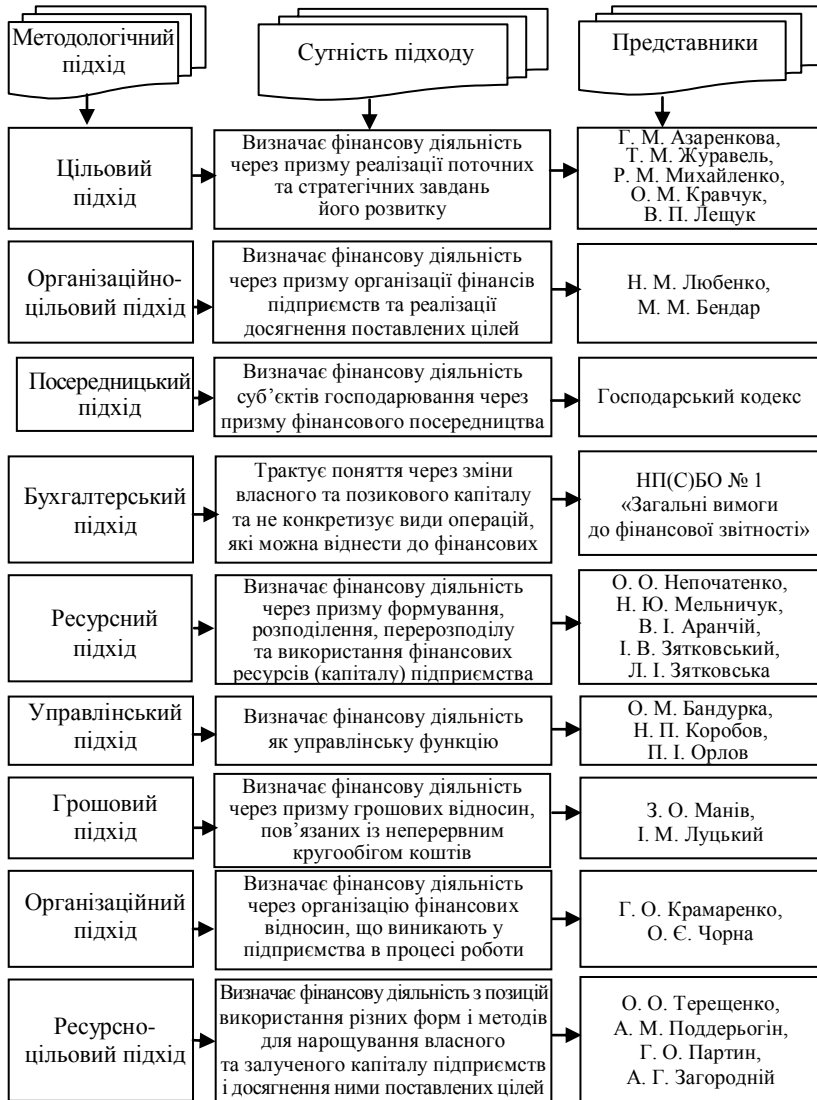 Методологічний
підхід
Сутність підходу
Представники
Цільовий
підхід
Визначає фінансову діяльність
через призму реалізації поточних
та стратегічних завдань
його розвитку
Г. М. Азаренкова,
Т. М. Журавель,
Р. М. Михайленко,
О. М. Кравчук,
В. П. Лещук
Організаційно-
цільовий підхід
Визначає фінансову діяльність
через призму організації фінансів
підприємств та реалізації
досягнення поставлених цілей
Н. М. Любенко,
М. М. Бендар
Посередницький
підхід
Визначає фінансову діяльність
суб’єктів господарювання через
призму фінансового посередництва
Господарський кодекс
Бухгалтерський
підхід
Трактує поняття через зміни
власного та позикового капіталу
та не конкретизує види операцій,
які можна віднести до фінансових
НП(С)БО № 1
«Загальні вимоги
до фінансової звітності»
Ресурсний
підхід
Визначає фінансову діяльність
через призму формування,
розподілення, перерозподілу
та використання фінансових
ресурсів (капіталу) підприємства
О. О. Непочатенко,
Н. Ю. Мельничук,
В. І. Аранчій,
І. В. Зятковський,
Л. І. Зятковська
Управлінський
підхід
Визначає фінансову діяльність
як управлінську функцію
О. М. Бандурка,
Н. П. Коробов,
П. І. Орлов
Грошовий
підхід
Визначає фінансову діяльність
через призму грошових відносин,
пов’язаних із неперервним
кругообігом коштів
З. О. Манів,
І. М. Луцький
Організаційний
підхід
Визначає фінансову діяльність
через організацію фінансових
відносин, що виникають у
підприємства в процесі роботи
Г. О. Крамаренко,
О. Є. Чорна
Ресурсно-
цільовий підхід
Визначає фінансову діяльність з позицій
використання різних форм і методів
для нарощування власного
та залученого капіталу підприємств
і досягнення ними поставлених цілей
О. О. Терещенко,
А. М. Поддерьогін,
Г. О. Партин,
А. Г. Загородній